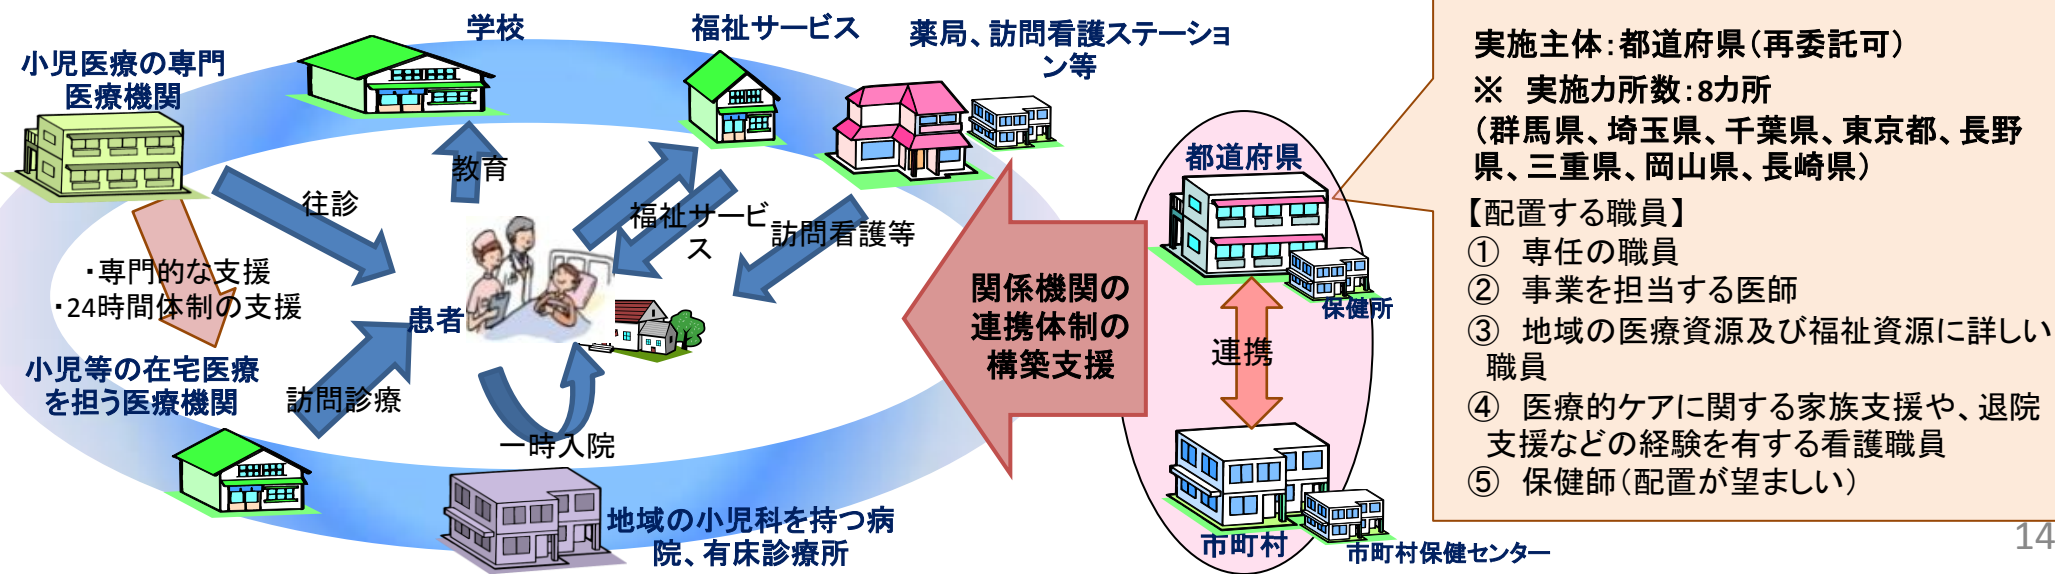 学校
福祉サービス
薬局、訪問看護ステーショ
ン等
小児医療の専門
医療機関
教育
往診
福祉サービ
ス
訪問看護等
・専門的な支援
・24時間体制の支援
患者
小児等の在宅医療
を担う医療機関
訪問診療
一時入院
地域の小児科を持つ病
院、有床診療所
関係機関の
連携体制の
構築支援
都道府県
保健所
連携
市町村
市町村保健センター
実施主体：都道府県（再委託可）
※　実施カ所数：8カ所
（群馬県、埼玉県、千葉県、東京都、長野
県、三重県、岡山県、長崎県）
【配置する職員】
①　専任の職員
②　事業を担当する医師
③　地域の医療資源及び福祉資源に詳しい
職員
④　医療的ケアに関する家族支援や、退院
支援などの経験を有する看護職員
⑤　保健師（配置が望ましい）
14